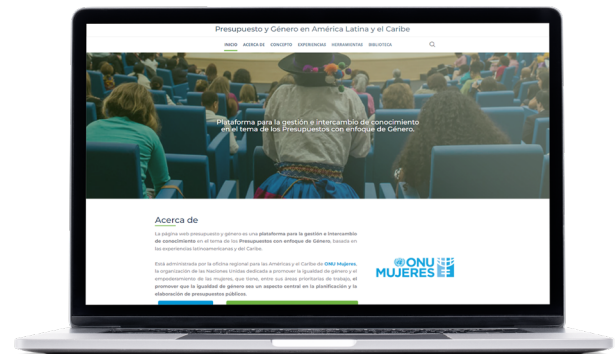 Presupuesto y Género en América Latina y el Caribe
INICIO ACERCA DE CONCEPTO EXPERIENCIAS HERRAMIENTAS BIBLIOTECA
Plataforma para la gestión e intercambio de conocimiento
en el tema de los Presupuestos con enfoque de Género.
Acerca de
La página web presupuesto y género es una plataforma para la gestión e intercambio
de conocimiento en el tema de los Presupuestos con enfoque de Género, basada en
las experiencias latinoamericanas y del Caribe.
Está administrada por la oficina regional para las Américas y el Caribe de ONU Mujeres,
la organización de las Naciones Unidas dedicada a promover la igualdad de género y el
empoderamiento de las mujeres, que tiene, entre sus áreas prioritarias de trabajo, el
promover que la igualdad de género sea un aspecto central en la planificación y la
elaboración de presupuestos públicos.
ONU
MUJERES